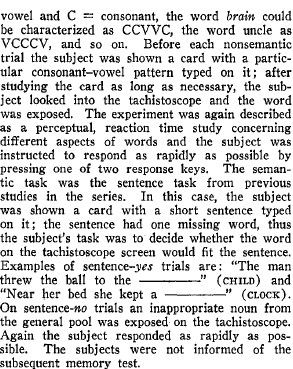 vowel and C = consonant, the word brain could
be characterized as CCVVC, the word uncle as
VCCCV, and so on. Before each nonsemantic
trial the subject was shown a card with a partic-
ular consonant-vowel pattern typed on it; after
studying the card as long as necessary, the sub-
ject looked into the tachistoscope and the word
was exposed. The experiment was again described
as a perceptual, reaction time study concerning
different aspects of words and the subject was
instructed to respond as rapidly as possible by
pressing one of two response keys. The seman-
tic task was the sentence task from previous
studies in the series. In this case, the subject
was shown a card with a short sentence typed
on it; the sentence had one missing word, thus
the subject's task was to decide whether the word
on the tachistoscope screen would fit the sentence.
Examples of sentence-yes trials are: "The man
threw the ball to the ————" (CHILD) and
"Near her bed she kept a ————" (CLOCK).
On sentence-no trials an inappropriate noun from
the general pool was exposed on the tachistoscope.
Again the subject responded as rapidly as pos-
sible. The subjects were not informed of the
subsequent memory test.